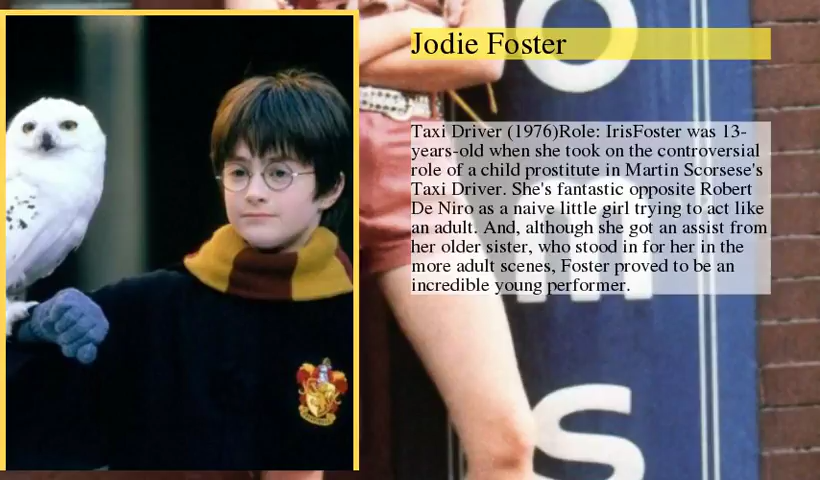 Jodie Foster
Taxi Driver (1976)Role: IrisFoster was 13-
years-old when she took on the controversial
role of a child prostitute in Martin Scorsese's
Taxi Driver. She's fantastic opposite Robert
De Niro as a naive little girl trying to act like
an adult. And, although she got an assist from
her older sister, who stood in for her in the
more adult scenes, Foster proved to be an
incredible young performer.